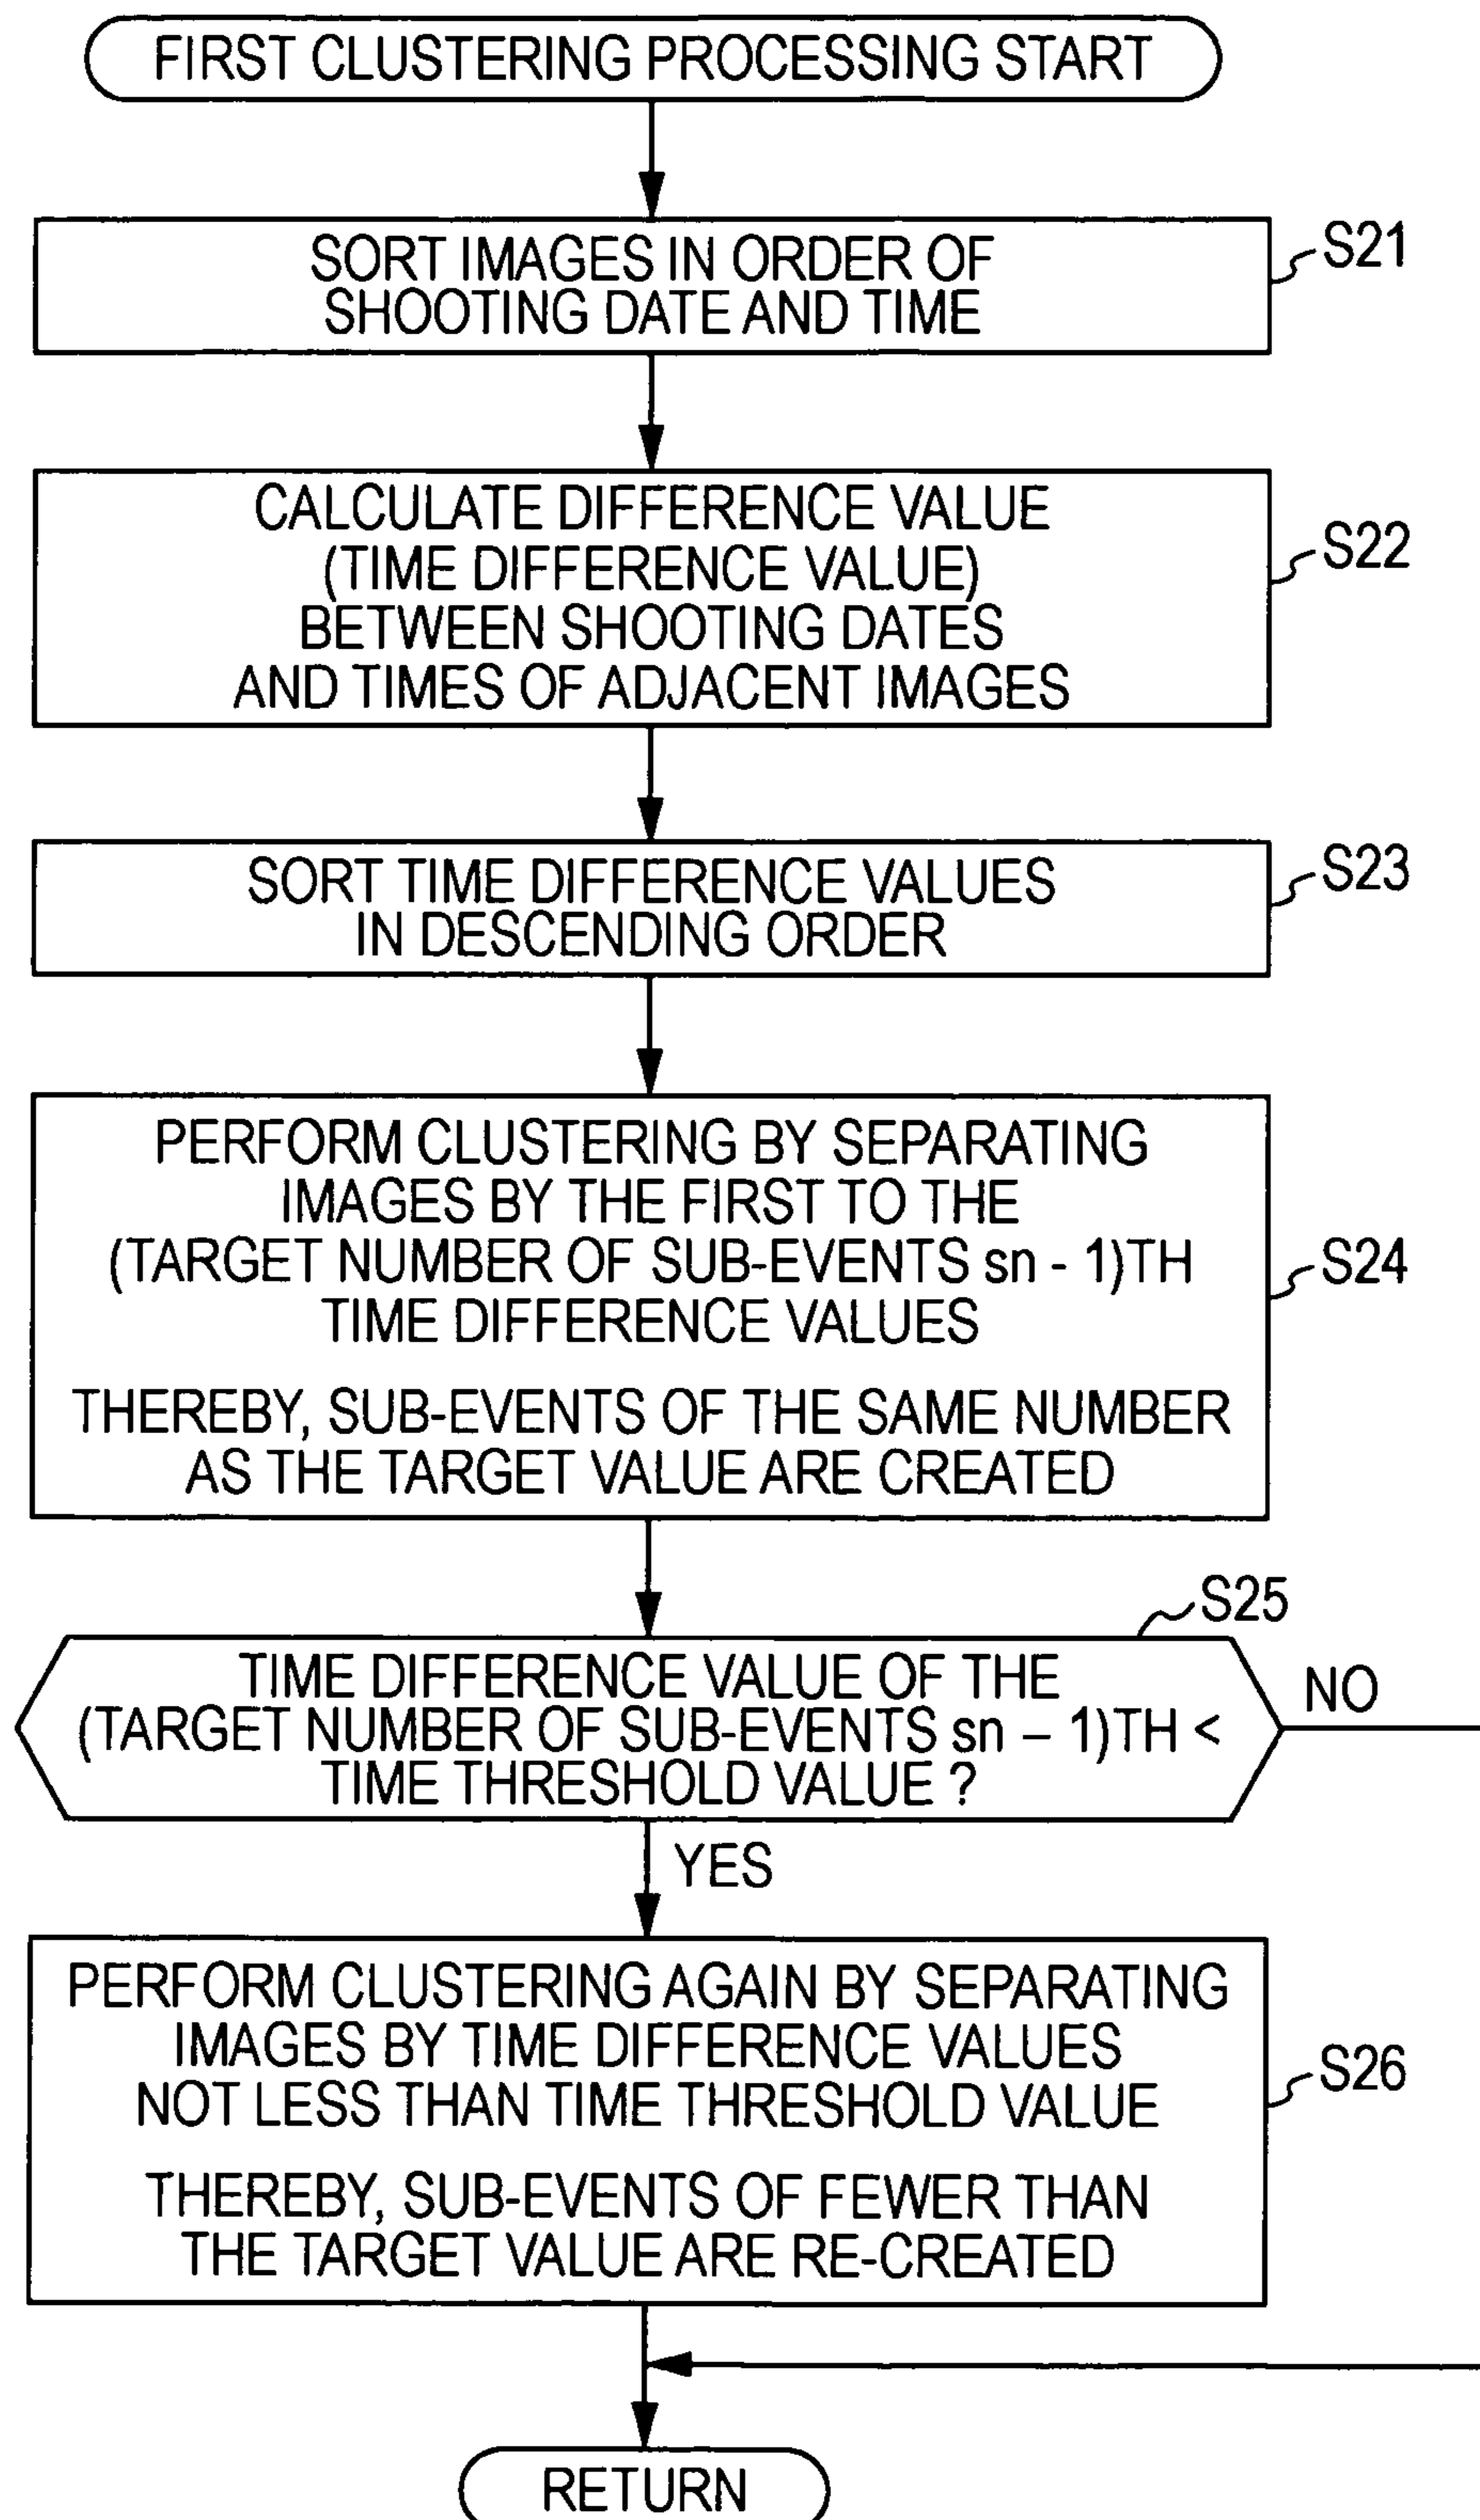 FIRST CLUSTERING PROCESSING START
SORT IMAGES IN ORDER OF
SHOOTING DATE AND TIME
S21
CALCULATE DIFFERENCE VALUE
(TIME DIFFERENCE VALUE)
BETWEEN SHOOTING DATES
AND TIMES OF ADJACENT IMAGES
S22
SORT TIME DIFFERENCE VALUES
IN DESCENDING ORDER
S23
PERFORM CLUSTERING BY SEPARATING
IMAGES BY THE FIRST TO THE
(TARGET NUMBER OF SUB-EVENTS sn - 1)TH
TIME DIFFERENCE VALUES
THEREBY, SUB-EVENTS OF THE SAME NUMBER
AS THE TARGET VALUE ARE CREATED
S24
S25
TIME DIFFERENCE VALUE OF THE
(TARGET NUMBER OF SUB-EVENTS sn – 1)TH <
TIME THRESHOLD VALUE ?
NO
YES
PERFORM CLUSTERING AGAIN BY SEPARATING
IMAGES BY TIME DIFFERENCE VALUES
NOT LESS THAN TIME THRESHOLD VALUE
THEREBY, SUB-EVENTS OF FEWER THAN
THE TARGET VALUE ARE RE-CREATED
S26
RETURN